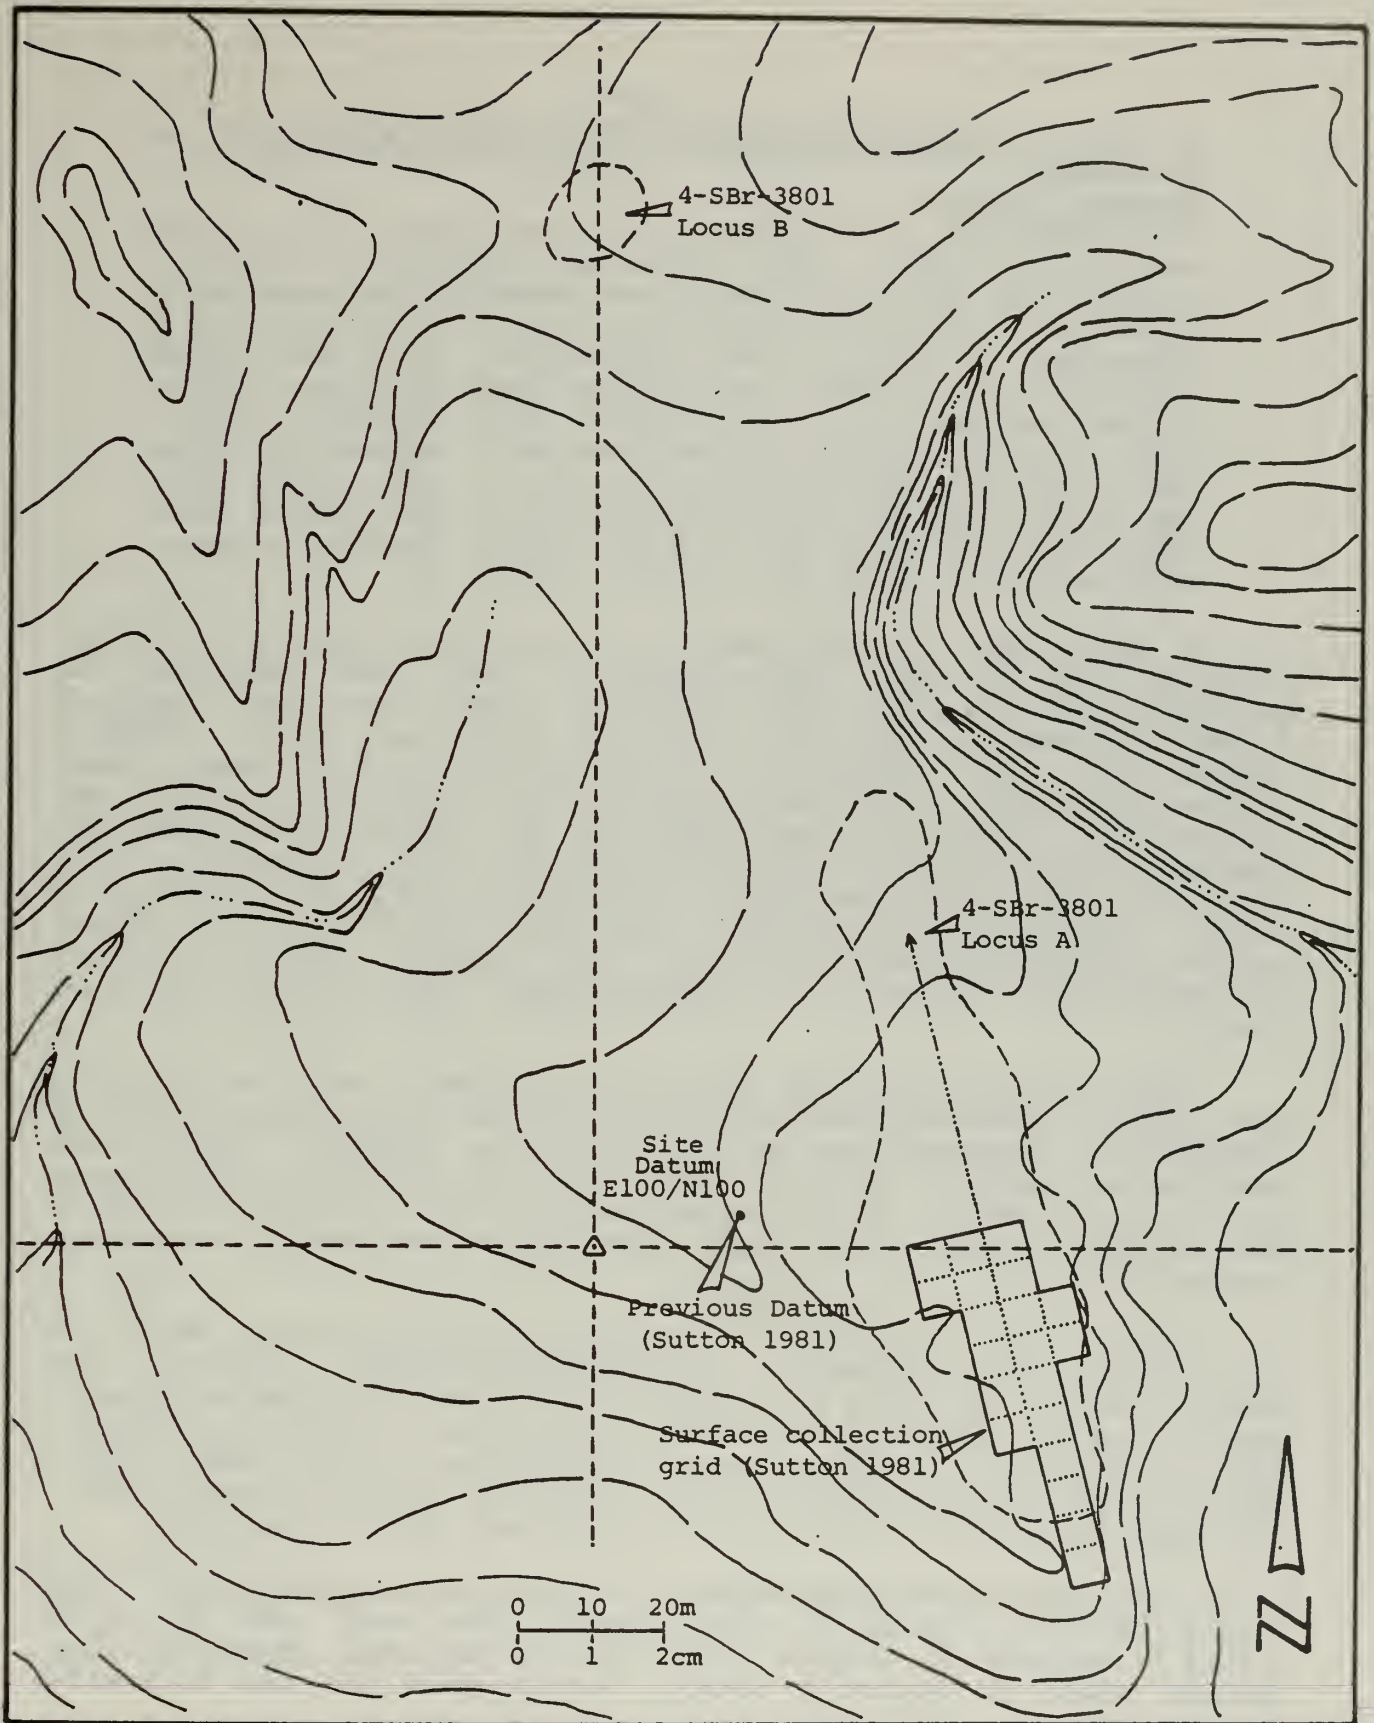 4-SBr-3801
Locus B
4-SBr-3801
Locus A
Site
Datum
E100/N100
Previous Datum
(Sutton 1981)
Surface collection
grid (Sutton 1981)
0 10 20m
0 1 2cm
N